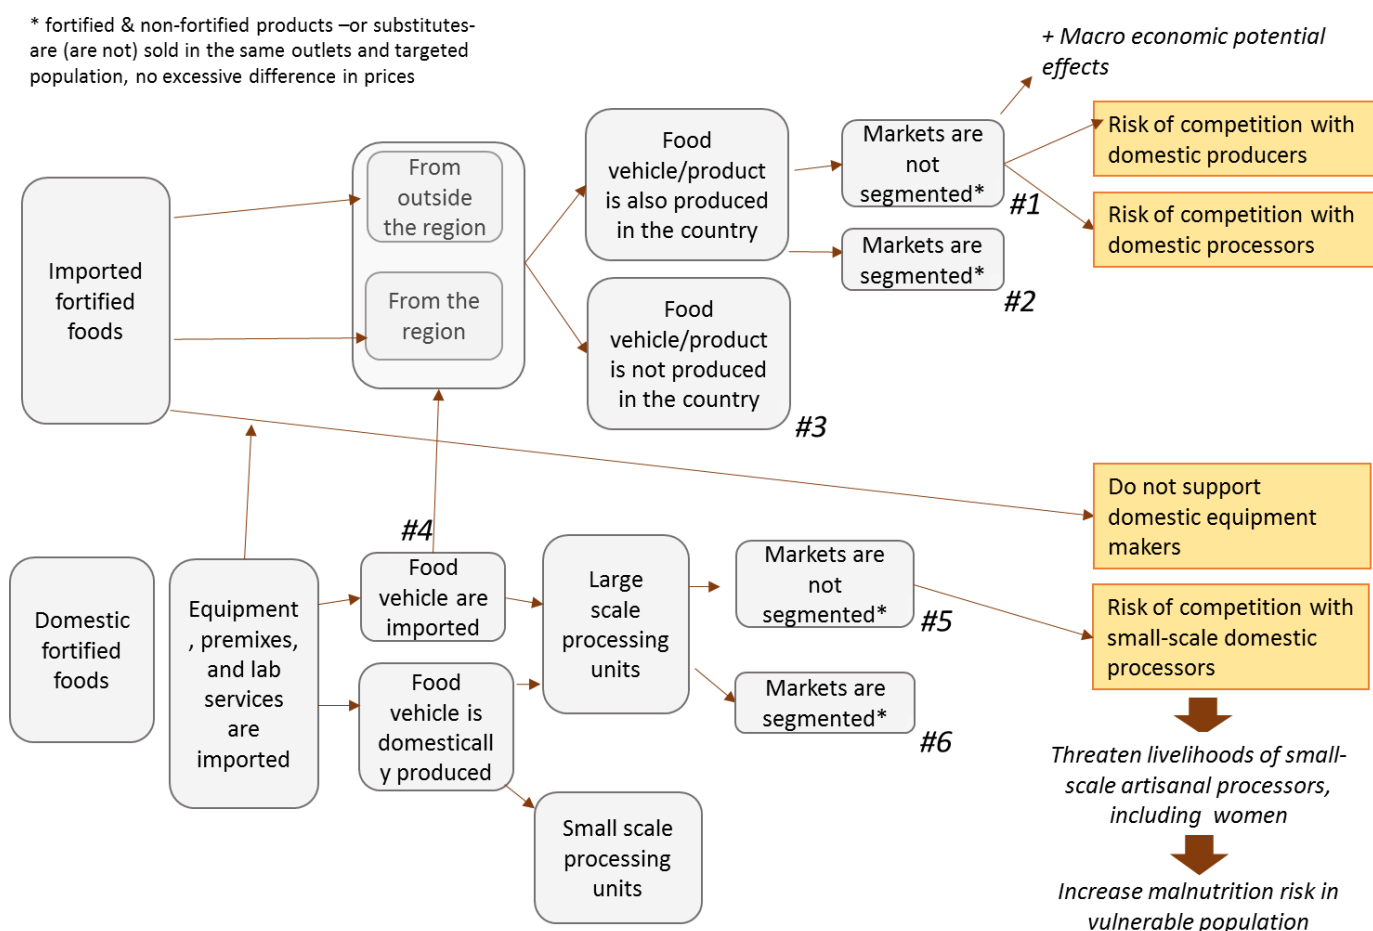 * fortified & non-fortified products –or substitutes-
are (are not) sold in the same outlets and targeted
population, no excessive difference in prices
+ Macro economic potential
effects
Imported
fortified
foods
From
outside
the region
From the
region
Food
vehicle/product
is also produced
in the country
Markets are
not
segmented*
#1
Markets are
segmented*
#2
Food
vehicle/product
is not produced
in the country
#3
Risk of competition with
domestic producers
Risk of competition with
domestic processors
Do not support
domestic equipment
makers
Domestic
fortified
foods
Equipment
, premixes,
and lab
services
are
imported
#4
Food
vehicle are
imported
Food
vehicle is
domesticall
y produced
Large
scale
processing
units
Small scale
processing
units
Markets are
not
segmented*
#5
Markets are
segmented*
#6
Risk of competition with
small-scale domestic
processors
Threaten livelihoods of small-
scale artisanal processors,
including women
Increase malnutrition risk in
vulnerable population